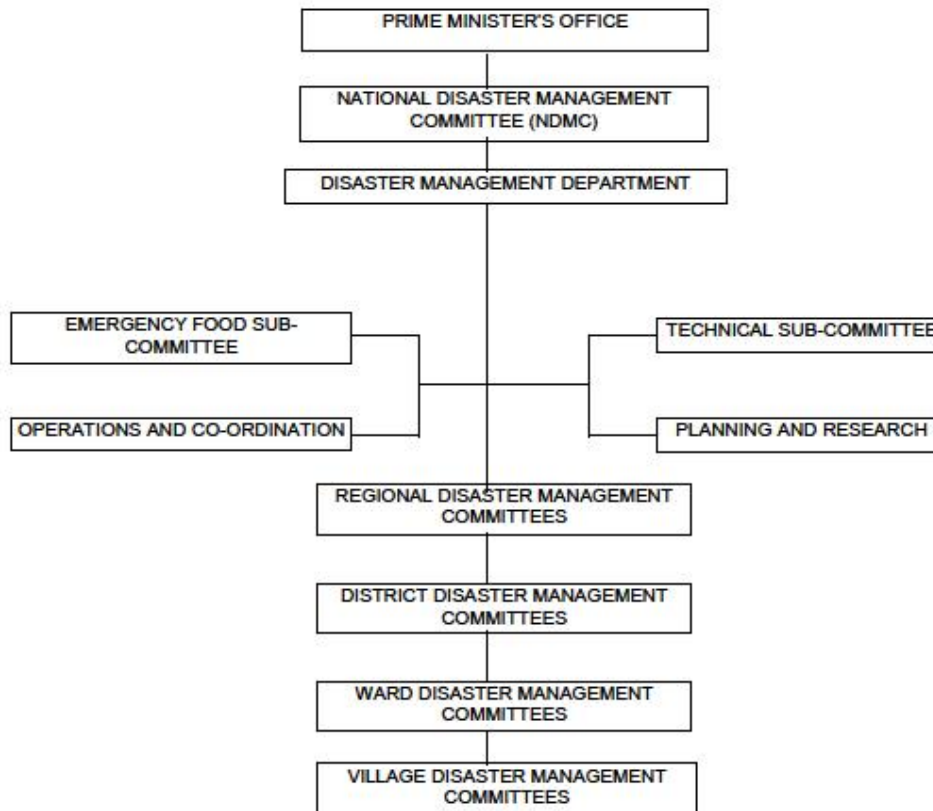 PRIME MINISTER'S OFFICE
NATIONAL DISASTER MANAGEMENT
COMMITTEE (NDMC)
DISASTER MANAGEMENT DEPARTMENT
EMERGENCY FOOD SUB-
COMMITTEE
TECHNICAL SUB-COMMITTEE
OPERATIONS AND CO-ORDINATION
PLANNING AND RESEARCH
REGIONAL DISASTER MANAGEMENT
COMMITTEES
DISTRICT DISASTER MANAGEMENT
COMMITTEES
WARD DISASTER MANAGEMENT
COMMITTEES
VILLAGE DISASTER MANAGEMENT
COMMITTEES